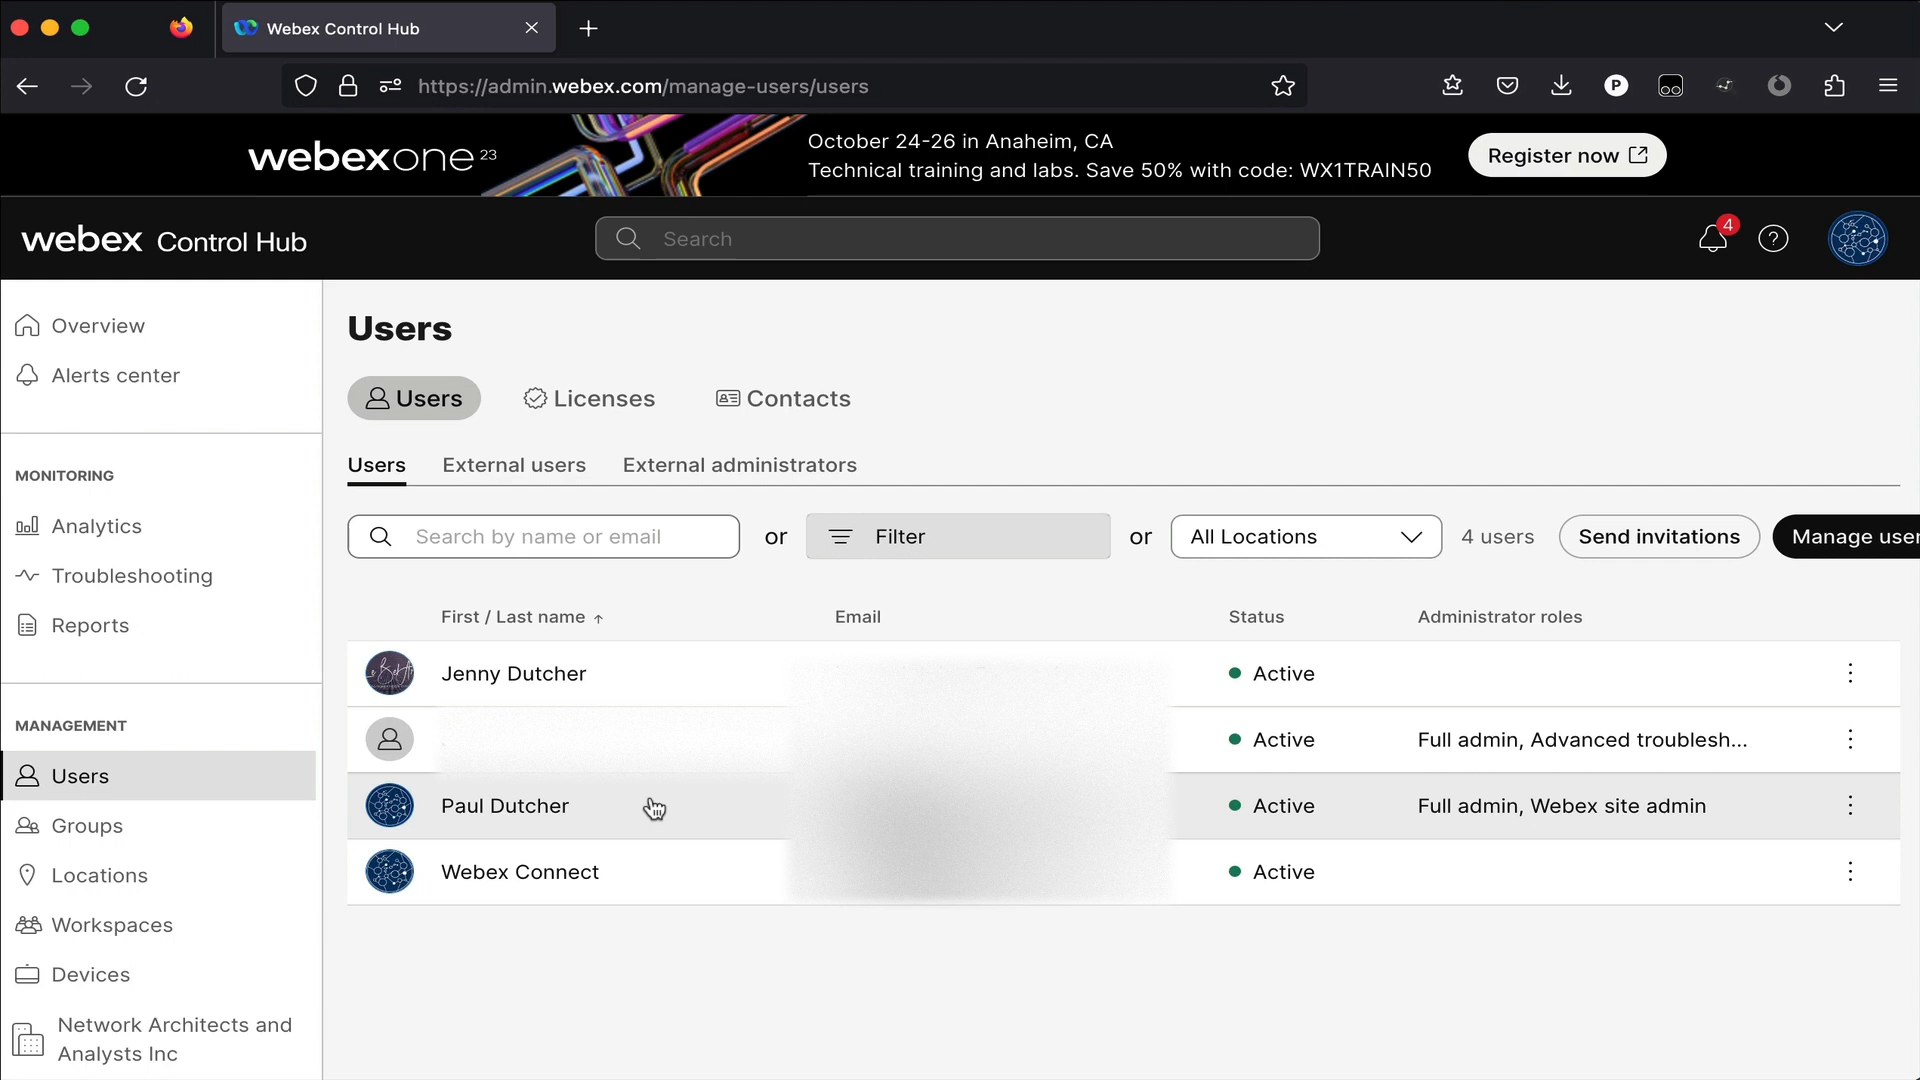 Webex Control Hub
https://admin.webex.com/manage-users/users
P
webexone 23
October 24-26 in Anaheim, CA
Technical training and labs. Save 50% with code: WX1TRAIN50
Register now
webex Control Hub
Search
4
Overview
Alerts center
MONITORING
Analytics
Troubleshooting
Reports
MANAGEMENT
Users
Groups
Locations
Workspaces
Devices
Network Architects and
Analysts Inc
Users
Users Licenses Contacts
Users External users External administrators
Search by name or email or Filter or All Locations 4 users Send invitations Manage user
First / Last name ↑ Email Status Administrator roles
Jenny Dutcher Active
Active Full admin, Advanced troublesh...
Paul Dutcher Active Full admin, Webex site admin
Webex Connect Active